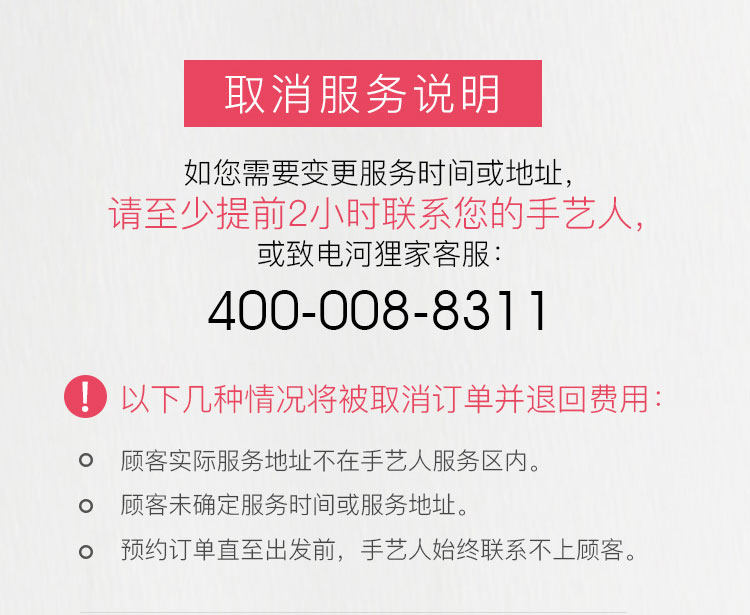 取消服务说明
如您需要变更服务时间或地址，
请至少提前2小时联系您的手艺人，
或致电河狸家客服：
400-008-8311
! 以下几种情况将被取消订单并退回费用：
顾客实际服务地址不在手艺人服务区内。
顾客未确定服务时间或服务地址。
预约订单直至出发前，手艺人始终联系不上顾客。